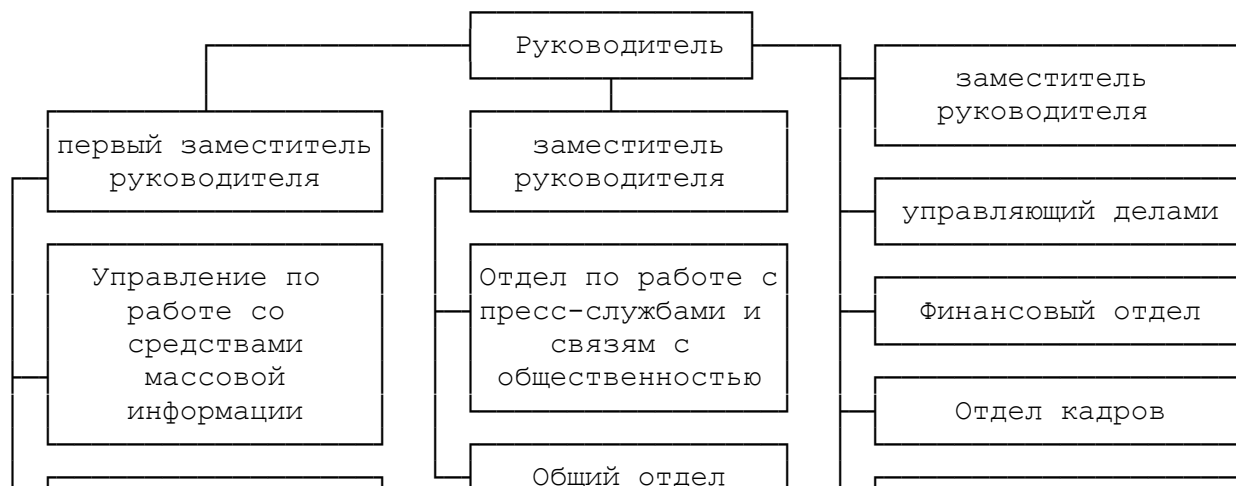 Руководитель
заместитель
руководителя
первый заместитель
руководителя
заместитель
руководителя
управляющий делами
Управление по
работе со
средствами
массовой
информации
Отдел по работе с
пресс-службами и
связям с
общественностью
Финансовый отдел
Отдел кадров
Общий отдел